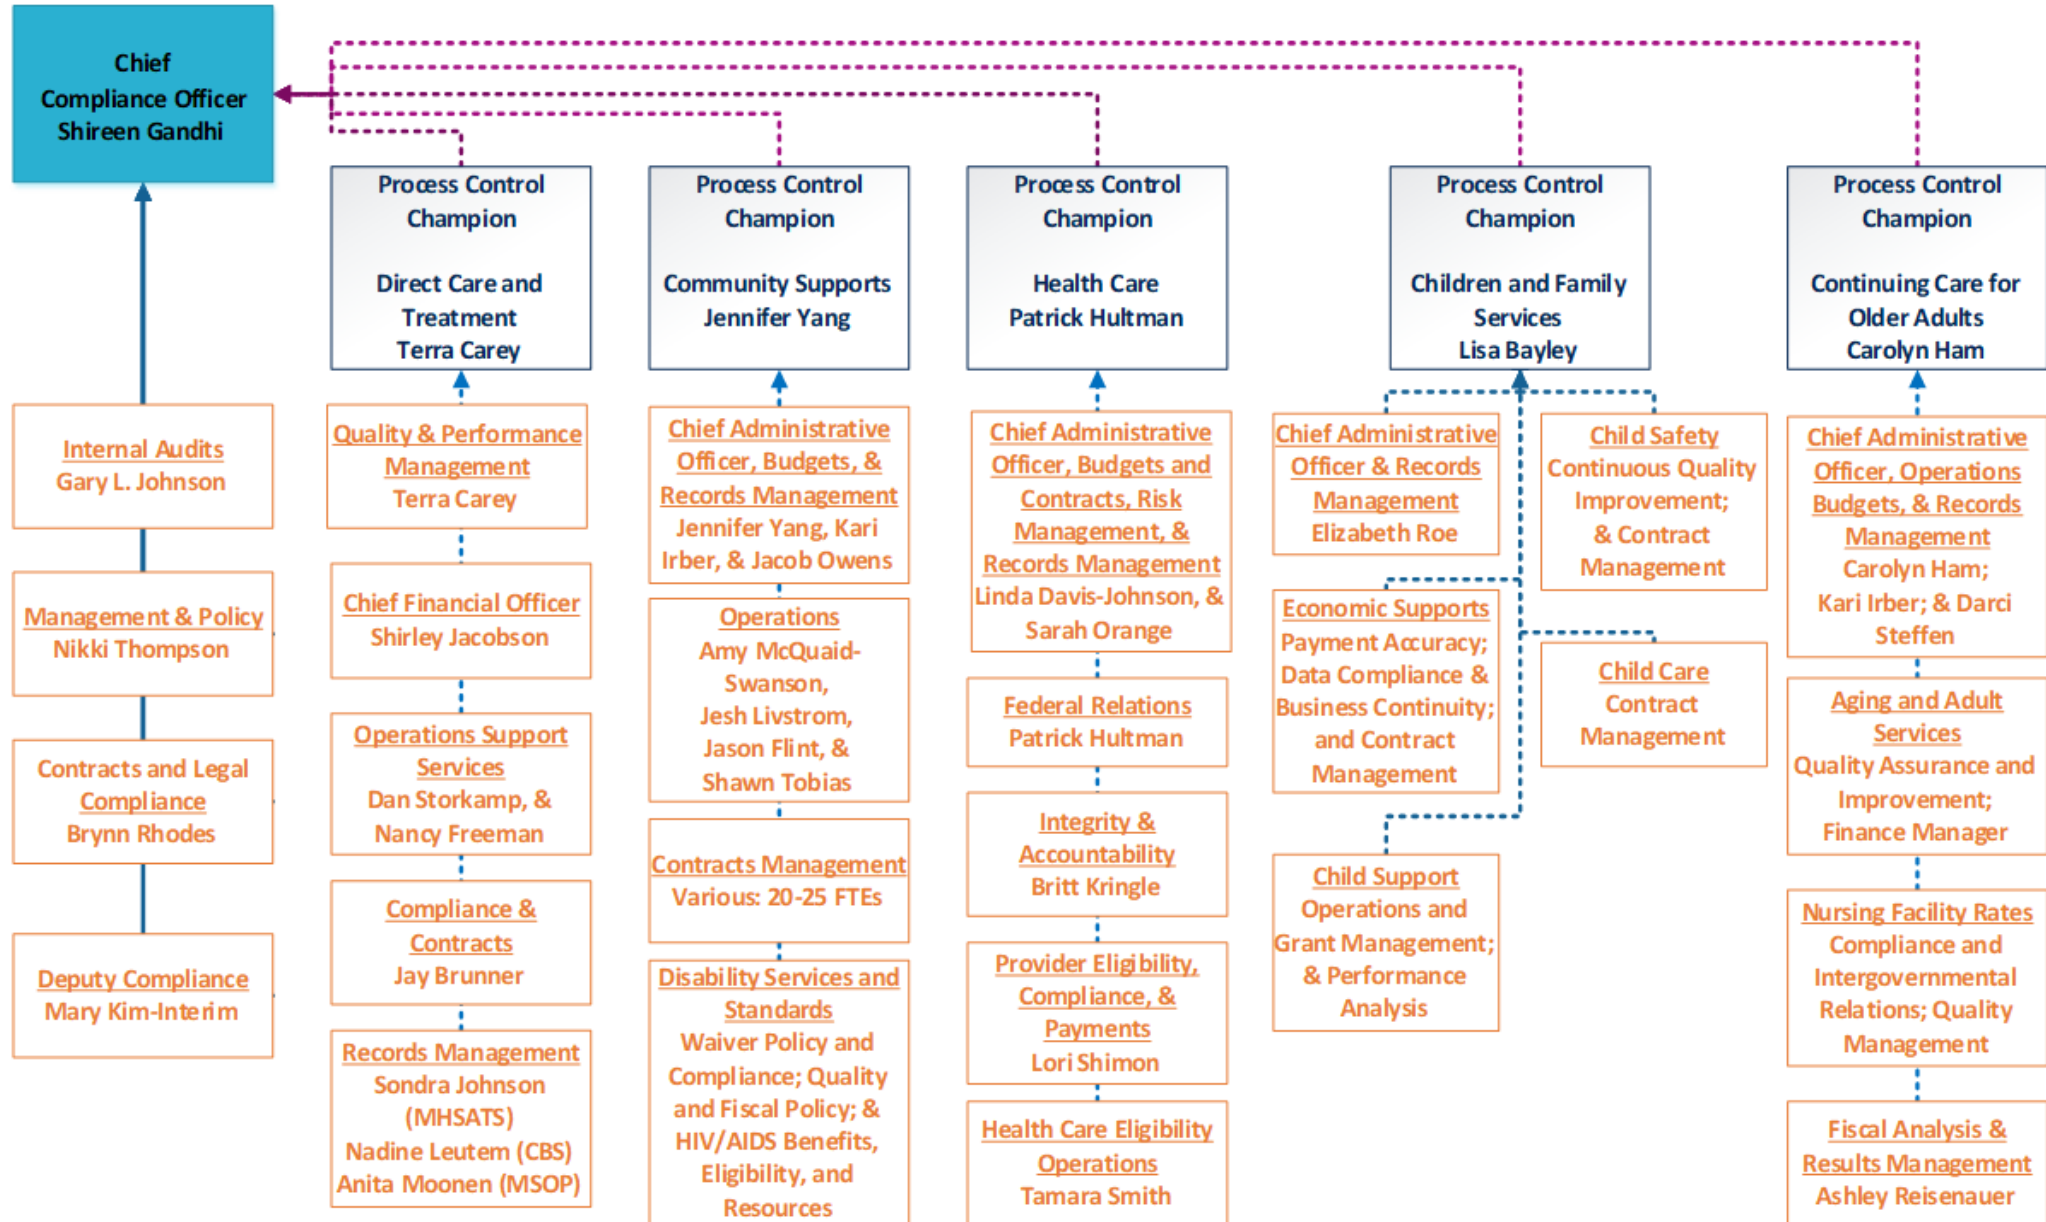 Chief
Compliance Officer
Shireen Gandhi
Internal Audits
Gary L. Johnson
Management & Policy
Nikki Thompson
Contracts and Legal
Compliance
Brynn Rhodes
Deputy Compliance
Mary Kim-Interim
Process Control
Champion
Direct Care and
Treatment
Terra Carey
Quality & Performance
Management
Terra Carey
Chief Financial Officer
Shirley Jacobson
Operations Support
Services
Dan Storkamp, &
Nancy Freeman
Compliance &
Contracts
Jay Brunner
Records Management
Sondra Johnson
(MHSATS)
Nadine Leutem (CBS)
Anita Moonen (MSOP)
Process Control
Champion
Community Supports
Jennifer Yang
Chief Administrative
Officer, Budgets, &
Records Management
Jennifer Yang, Kari
Irber, & Jacob Owens
Operations
Amy McQuaid-
Swanson,
Jesh Livstrom,
Jason Flint, &
Shawn Tobias
Contracts Management
Various: 20-25 FTEs
Disability Services and
Standards
Waiver Policy and
Compliance; Quality
and Fiscal Policy; &
HIV/AIDS Benefits,
Eligibility, and
Resources
Process Control
Champion
Health Care
Patrick Hultman
Chief Administrative
Officer, Budgets and
Contracts, Risk
Management, &
Records Management
Linda Davis-Johnson, &
Sarah Orange
Federal Relations
Patrick Hultman
Integrity &
Accountability
Britt Kringle
Provider Eligibility,
Compliance, &
Payments
Lori Shimon
Health Care Eligibility
Operations
Tamara Smith
Process Control
Champion
Children and Family
Services
Lisa Bayley
Chief Administrative
Officer & Records
Management
Elizabeth Roe
Child Safety
Continuous Quality
Improvement;
& Contract
Management
Economic Supports
Payment Accuracy;
Data Compliance &
Business Continuity;
and Contract
Management
Child Care
Contract
Management
Child Support
Operations and
Grant Management;
& Performance
Analysis
Process Control
Champion
Continuing Care for
Older Adults
Carolyn Ham
Chief Administrative
Officer, Operations
Budgets, & Records
Management
Carolyn Ham;
Kari Irber; & Darci
Steffen
Aging and Adult
Services
Quality Assurance and
Improvement;
Finance Manager
Nursing Facility Rates
Compliance and
Intergovernmental
Relations; Quality
Management
Fiscal Analysis &
Results Management
Ashley Reisenauer